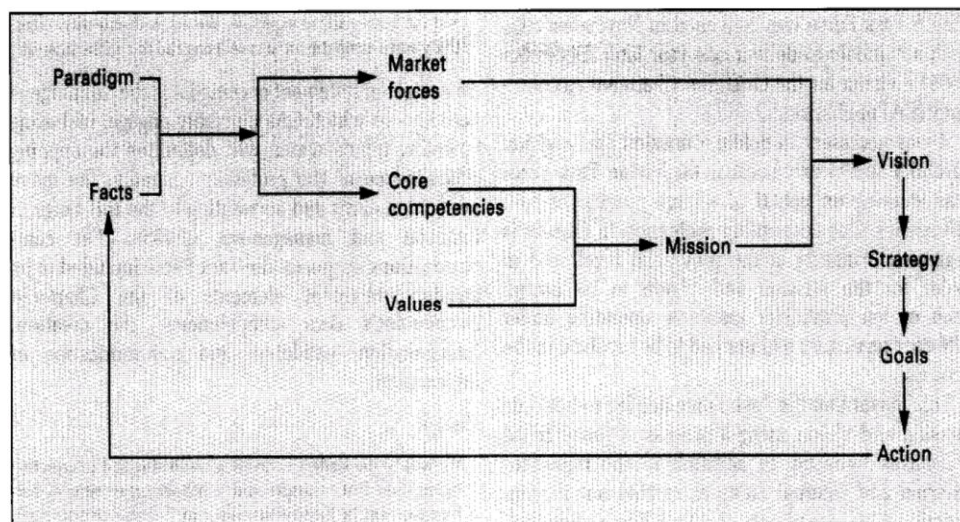 Paradigm
Facts
Market
forces
Core
competencies
Values
Mission
Vision
Strategy
Goals
Action